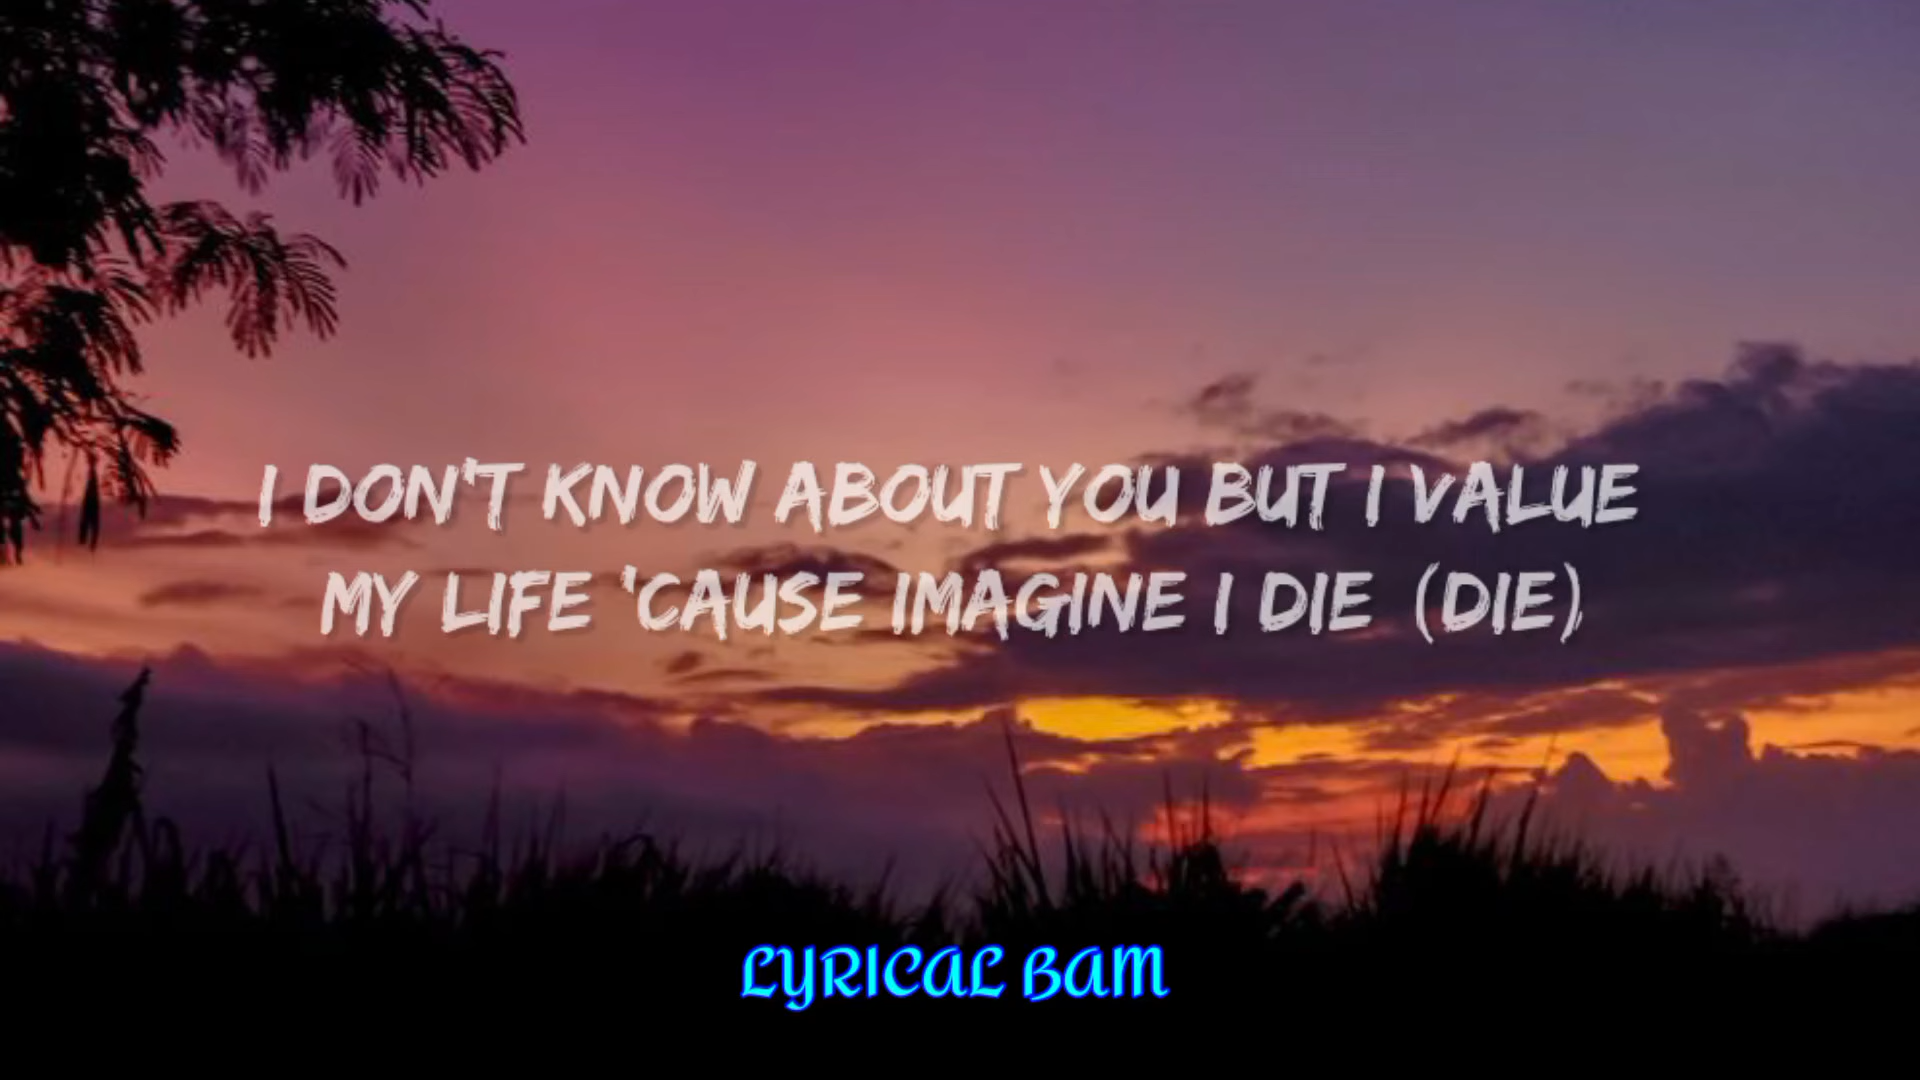 I DON'T KNOW ABOUT YOU BUT I VALUE
MY LIFE 'CAUSE IMAGINE I DIE (DIE)
LYRICAL BAM